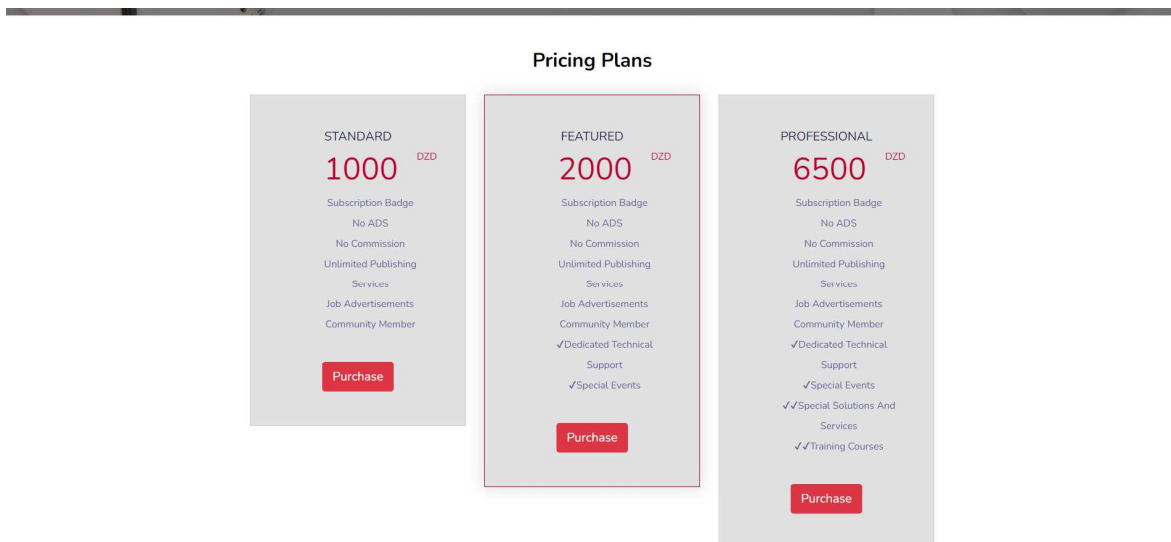 Pricing Plans
STANDARD
1000 DZD
Subscription Badge
No ADS
No Commission
Unlimited Publishing
Services
Job Advertisements
Community Member
Purchase
FEATURED
2000 DZD
Subscription Badge
No ADS
No Commission
Unlimited Publishing
Services
Job Advertisements
Community Member
✓Dedicated Technical
Support
✓Special Events
Purchase
PROFESSIONAL
6500 DZD
Subscription Badge
No ADS
No Commission
Unlimited Publishing
Services
Job Advertisements
Community Member
✓Dedicated Technical
Support
✓Special Events
✓✓Special Solutions And
Services
✓✓Training Courses
Purchase